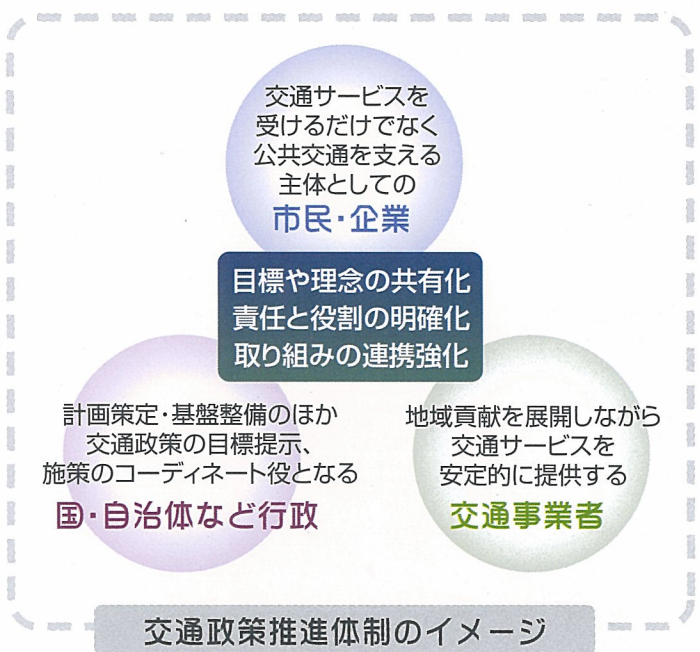 交通サービスを
受けるだけでなく
公共交通を支える
主体としての
市民・企業
目標や理念の共有化
責任と役割の明確化
取り組みの連携強化
計画策定・基盤整備のほか
交通政策の目標提示、
施策のコーディネート役となる
国・自治体など行政
地域貢献を展開しながら
交通サービスを
安定的に提供する
交通事業者
交通政策推進体制のイメージ